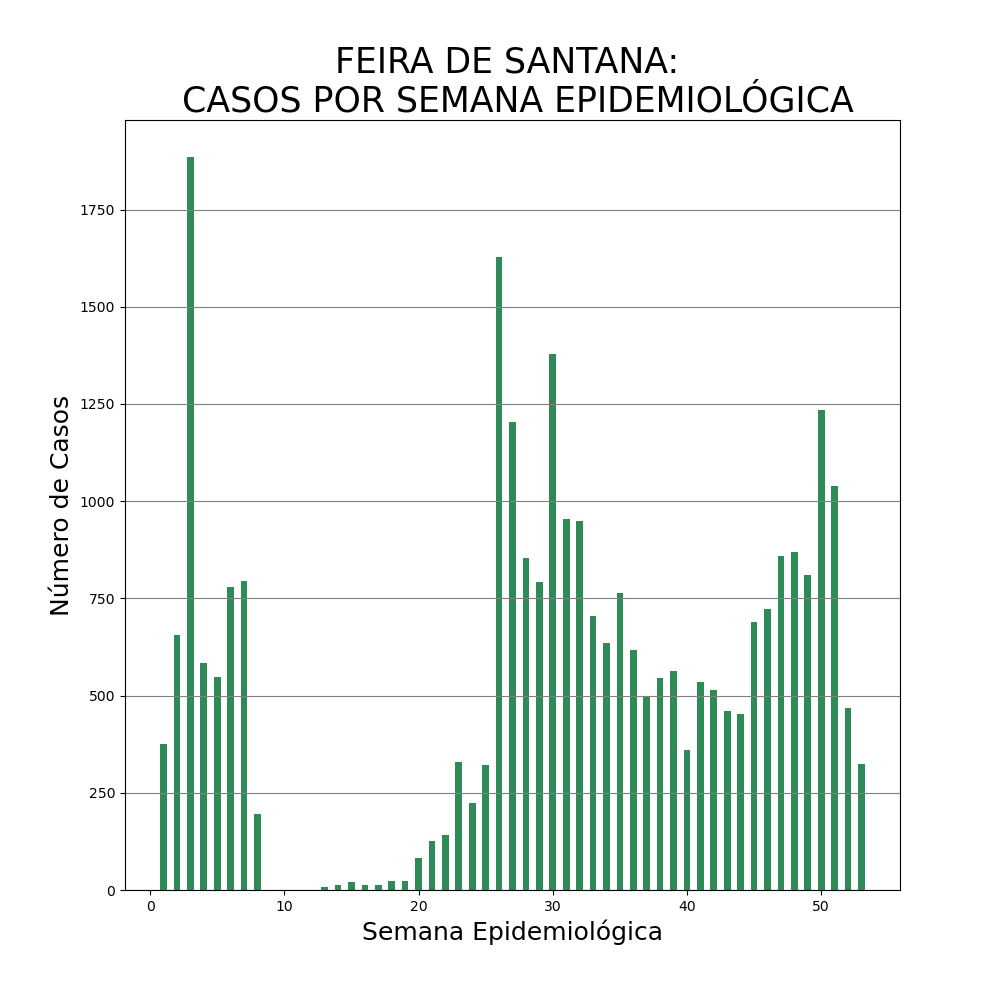 FEIRA DE SANTANA:
CASOS POR SEMANA EPIDEMIOLÓGICA
Número de Casos
1750
1500
1250
1000
750
500
250
0
0 10 20 30 40 50
Semana Epidemiológica